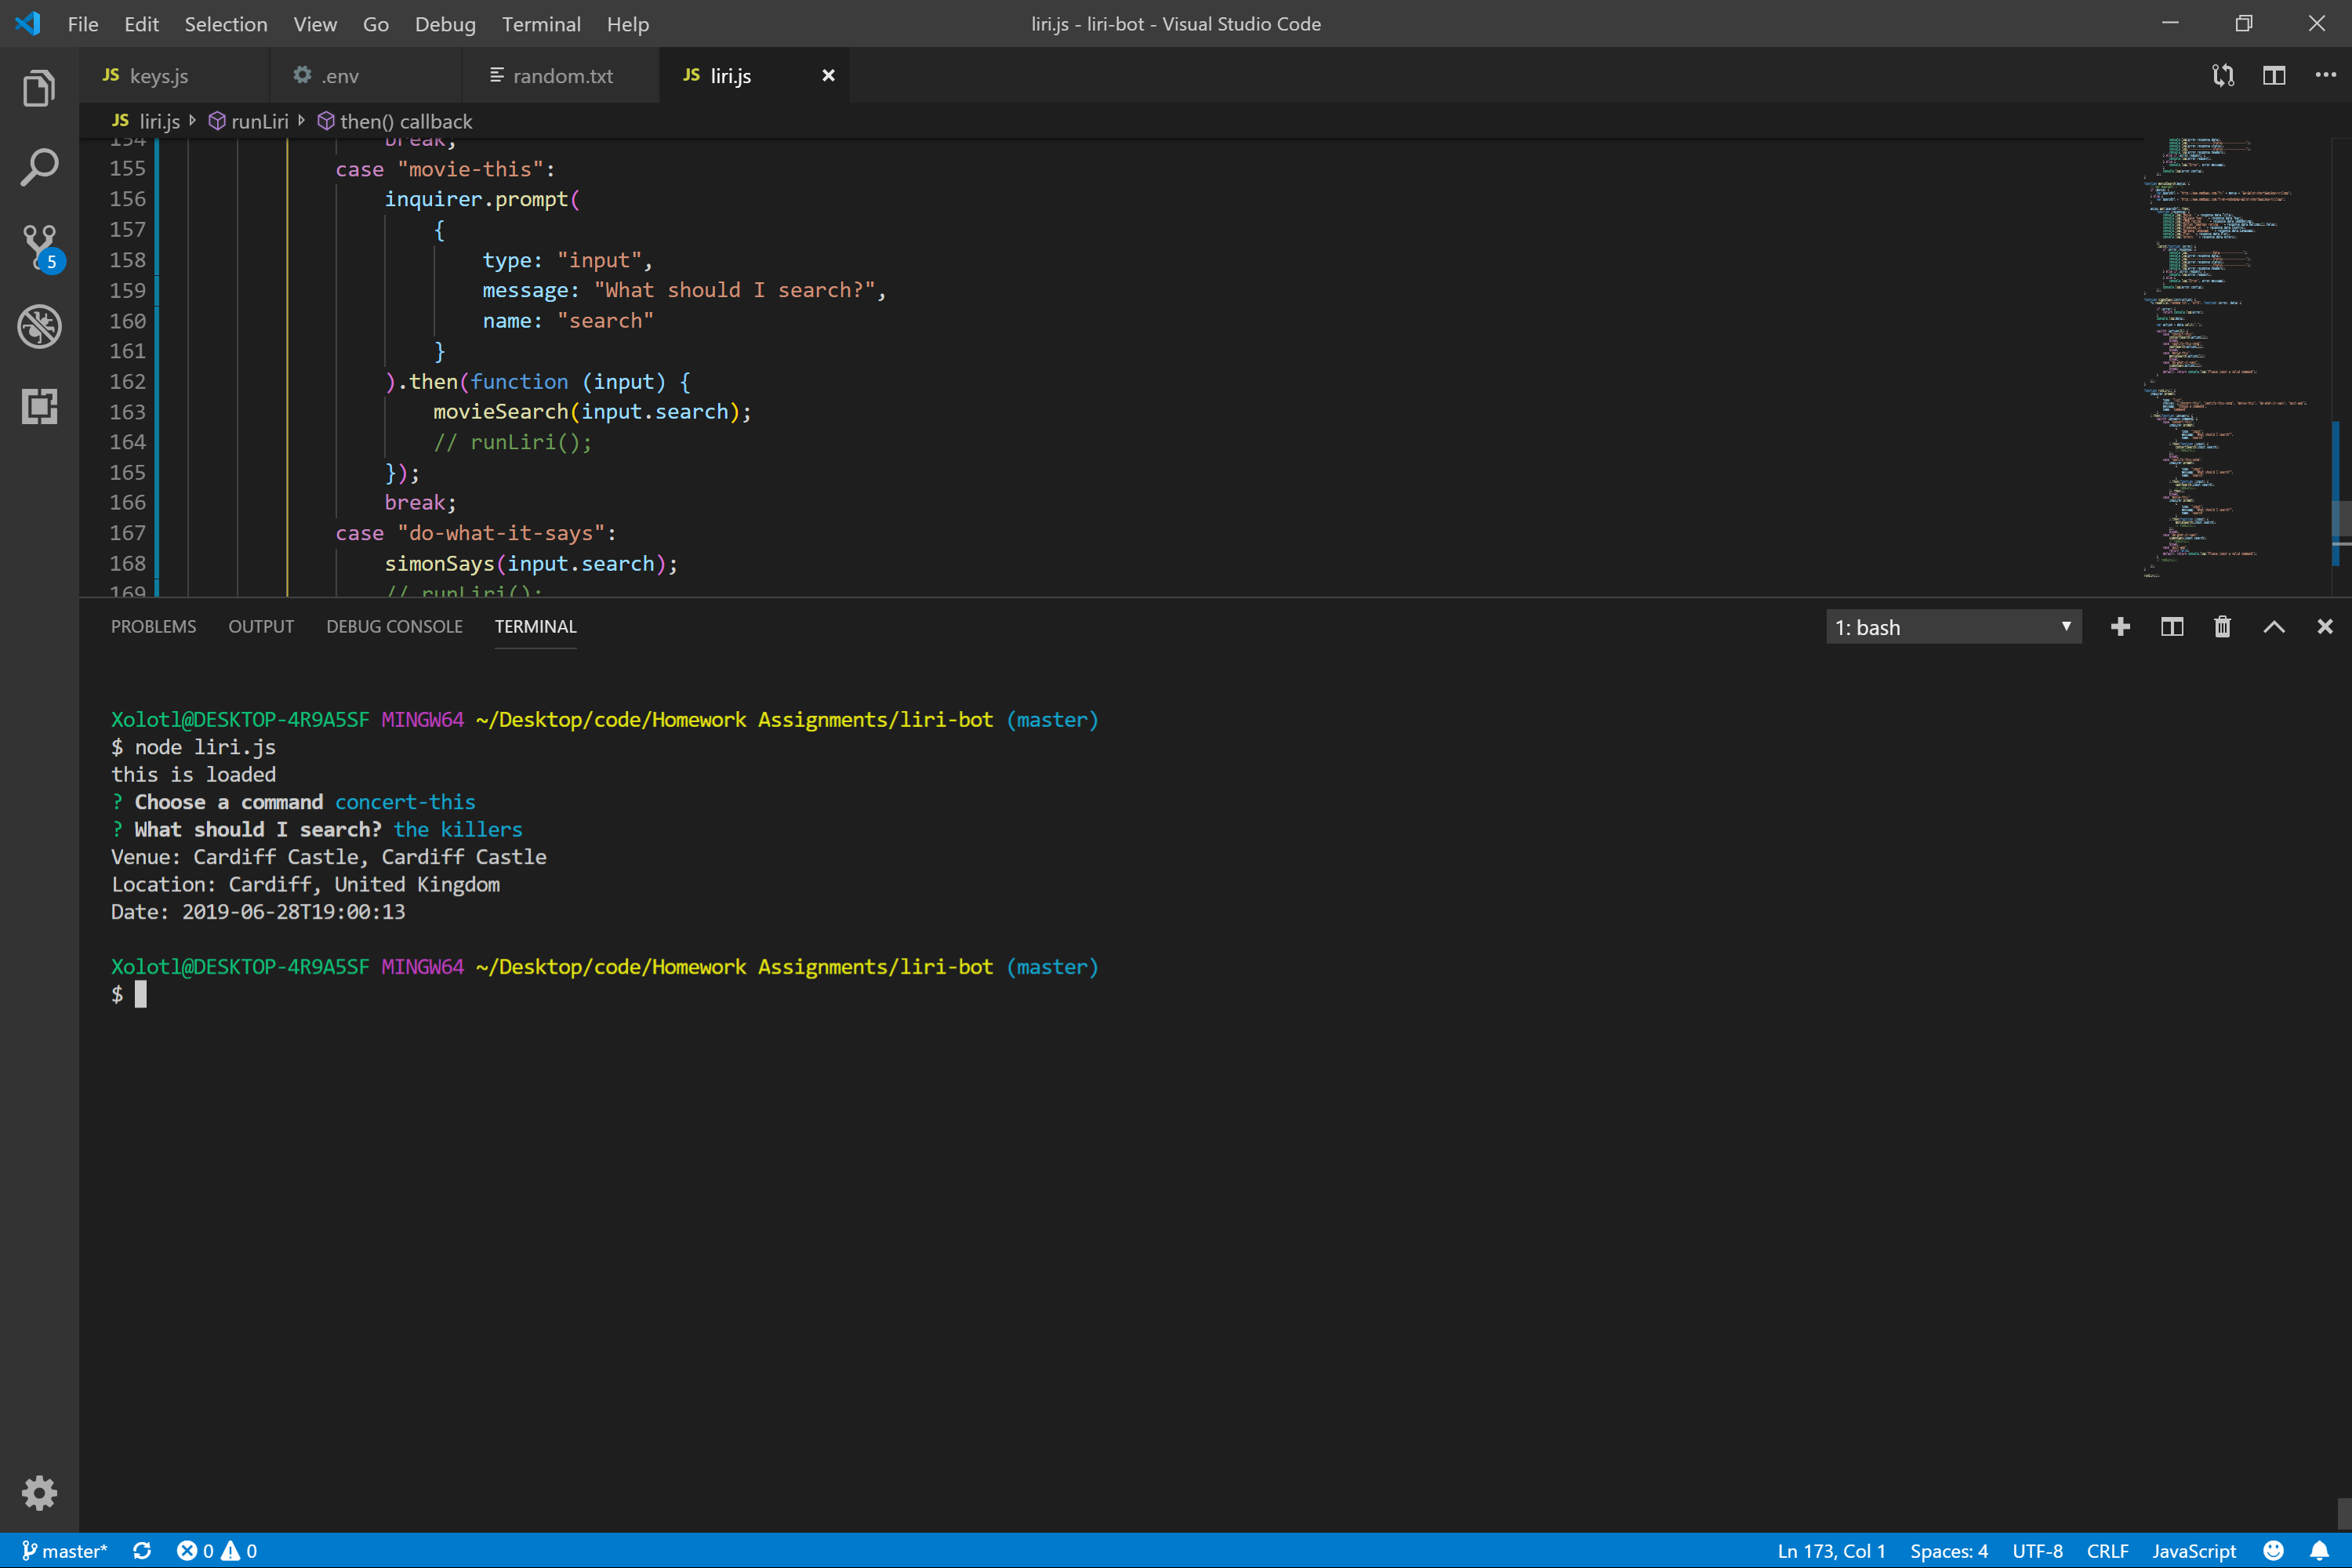 File Edit Selection View Go Debug Terminal Help
liri.js - liri-bot - Visual Studio Code
JS keys.js
.env
random.txt
JS liri.js
JS liri.js runLiri then() callback
5
154 break;
155 case "movie-this":
156 inquirer.prompt(
157 {
158 type: "input",
159 message: "What should I search?",
160 name: "search"
161 }
162 ).then(function (input) {
163 movieSearch(input.search);
164 // runLiri();
165 });
166 break;
167 case "do-what-it-says":
168 simonSays(input.search);
169 // runLiri();
PROBLEMS OUTPUT DEBUG CONSOLE TERMINAL
1: bash
Xolotl@DESKTOP-4R9A5SF MINGW64 ~/Desktop/code/Homework Assignments/liri-bot (master)
$ node liri.js
this is loaded
? Choose a command concert-this
? What should I search? the killers
Venue: Cardiff Castle, Cardiff Castle
Location: Cardiff, United Kingdom
Date: 2019-06-28T19:00:13
Xolotl@DESKTOP-4R9A5SF MINGW64 ~/Desktop/code/Homework Assignments/liri-bot (master)
$
master* 0 0
Ln 173, Col 1 Spaces: 4 UTF-8 CRLF JavaScript